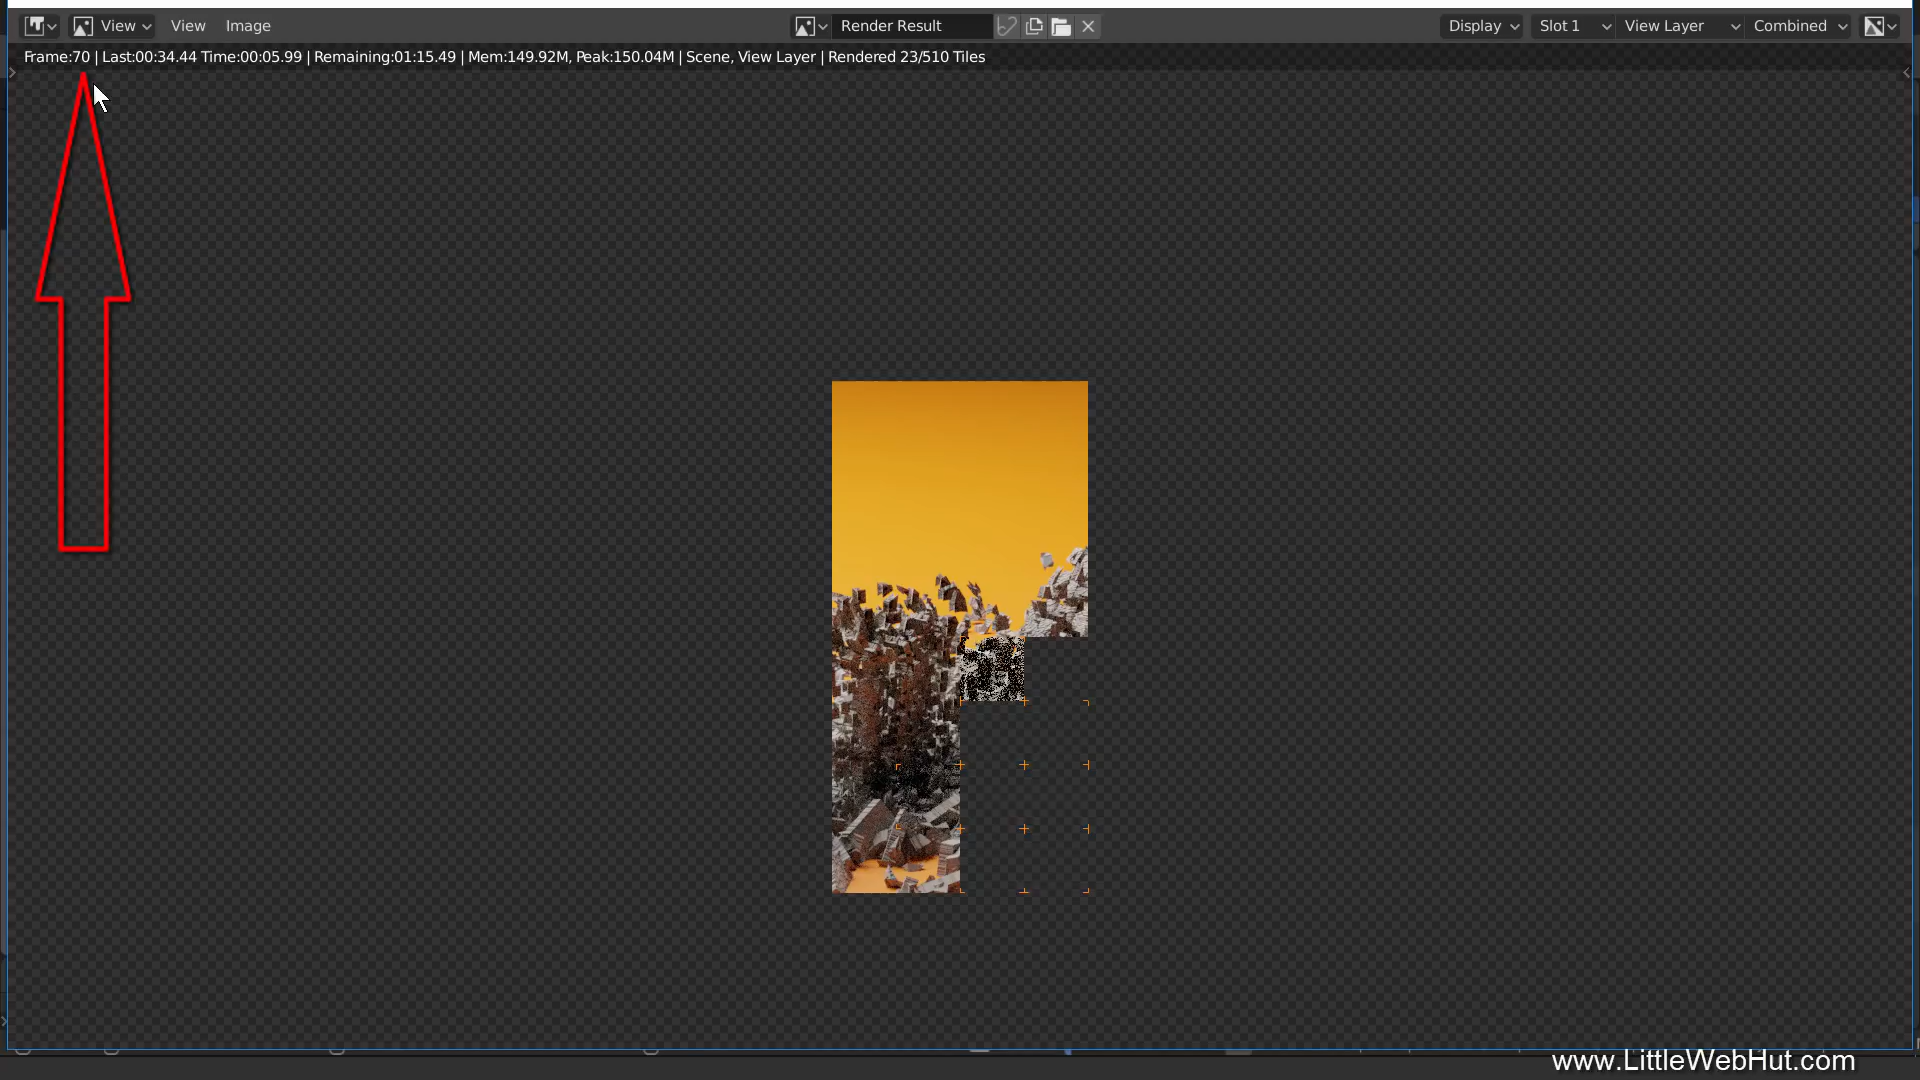 View View Image Render Result Display Slot 1 View Layer Combined
Frame:70 | Last:00:34.44 Time:00:05.99 | Remaining:01:15.49 | Mem:149.92M, Peak:150.04M | Scene, View Layer | Rendered 23/510 Tiles
www.LittleWebHut.com